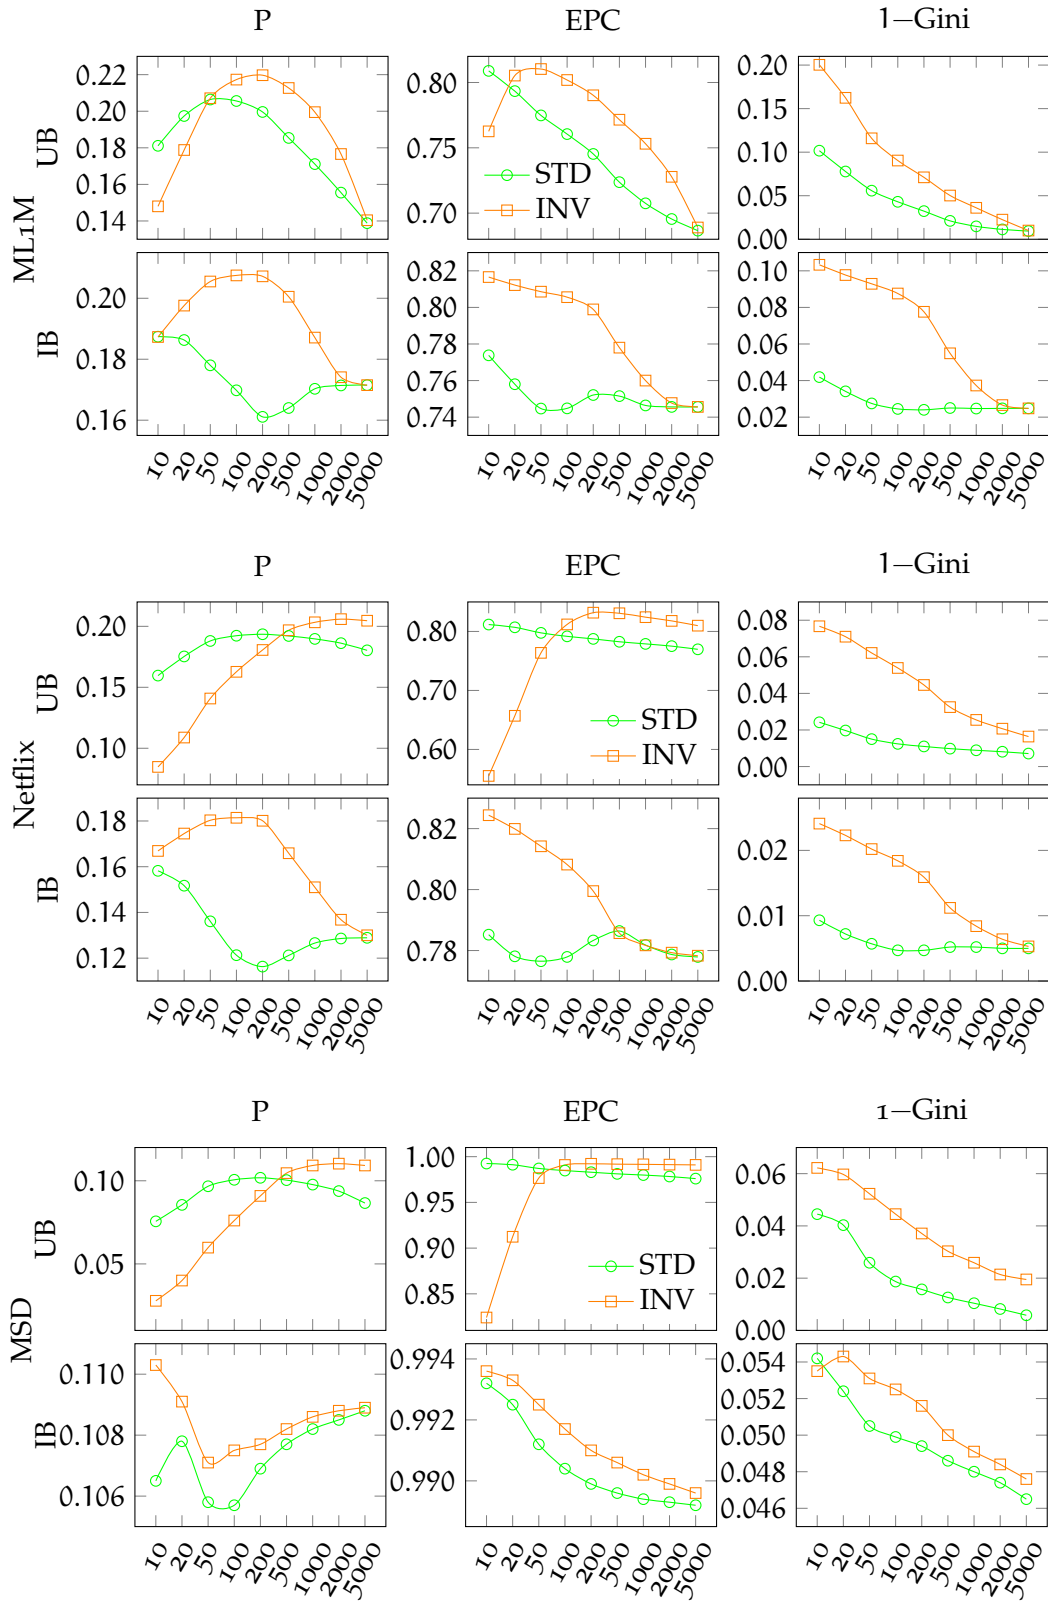 P EPC 1−Gini
ML1M
UB
0.22 0.80 0.20
0.20 0.15
0.18 0.75 0.10
0.16 STD 0.05
0.14 0.70 INV 0.00
IB
0.20 0.82 0.10
0.80 0.08
0.18 0.78 0.06
0.76 0.04
0.16 0.74 0.02
10 20 50 100 200 500 1000 2000 5000 10 20 50 100 200 500 1000 2000 5000 10 20 50 100 200 500 1000 2000 5000
P EPC 1−Gini
Netflix
UB
0.20 0.80 0.08
0.06
0.15 0.70 0.04
STD 0.02
0.10 0.60 INV 0.00
IB
0.18 0.82 0.02
0.16
0.14 0.80 0.01
0.12 0.78 0.00
10 20 50 100 200 500 1000 2000 5000 10 20 50 100 200 500 1000 2000 5000 10 20 50 100 200 500 1000 2000 5000
P EPC 1−Gini
MSD
UB
0.10 1.00 0.06
0.95 0.04
0.05 0.90 STD 0.02
0.85 INV 0.00
IB
0.110 0.994 0.054
0.052
0.108 0.992 0.050
0.106 0.990 0.048
0.046
10 20 50 100 200 500 1000 2000 5000 10 20 50 100 200 500 1000 2000 5000 10 20 50 100 200 500 1000 2000 5000